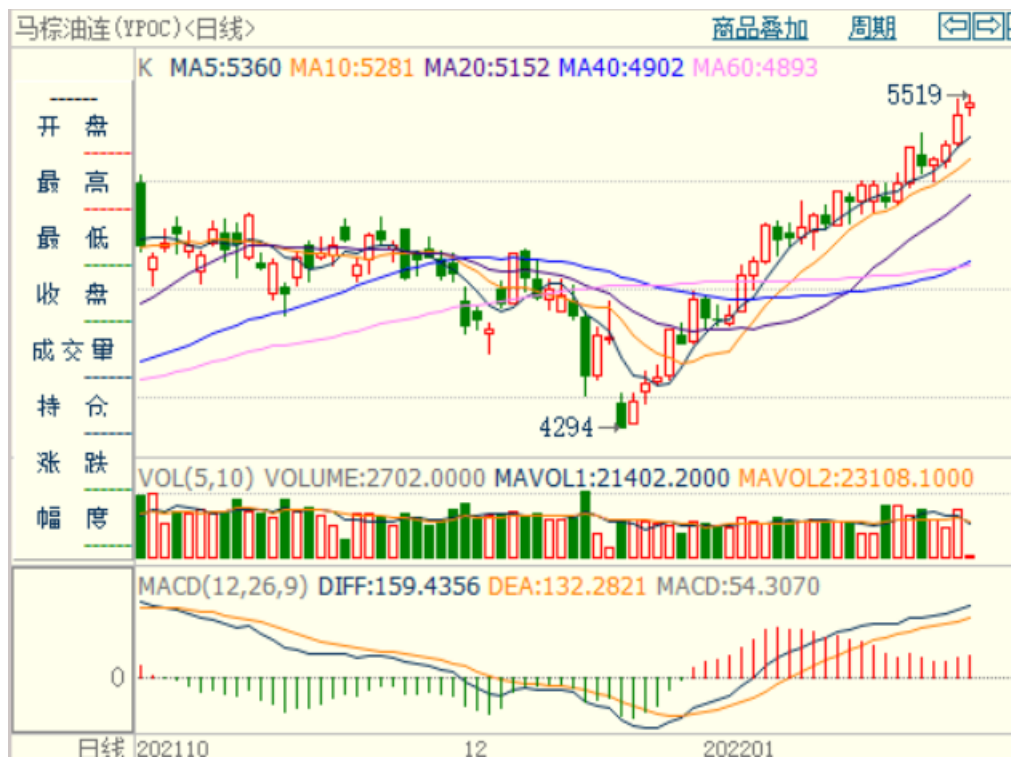 马棕油连(YPOC)<日线> 商品叠加 周期
K MA5:5360 MA10:5281 MA20:5152 MA40:4902 MA60:4893
------
5519
开 盘
最 高
最 低
收 盘
成交量
持 仓
4294
涨 跌
VOL(5,10) VOLUME:2702.0000 MAVOL1:21402.2000 MAVOL2:23108.1000
幅 度
MACD(12,26,9) DIFF:159.4356 DEA:132.2821 MACD:54.3070
0
日线 202110 12 202201